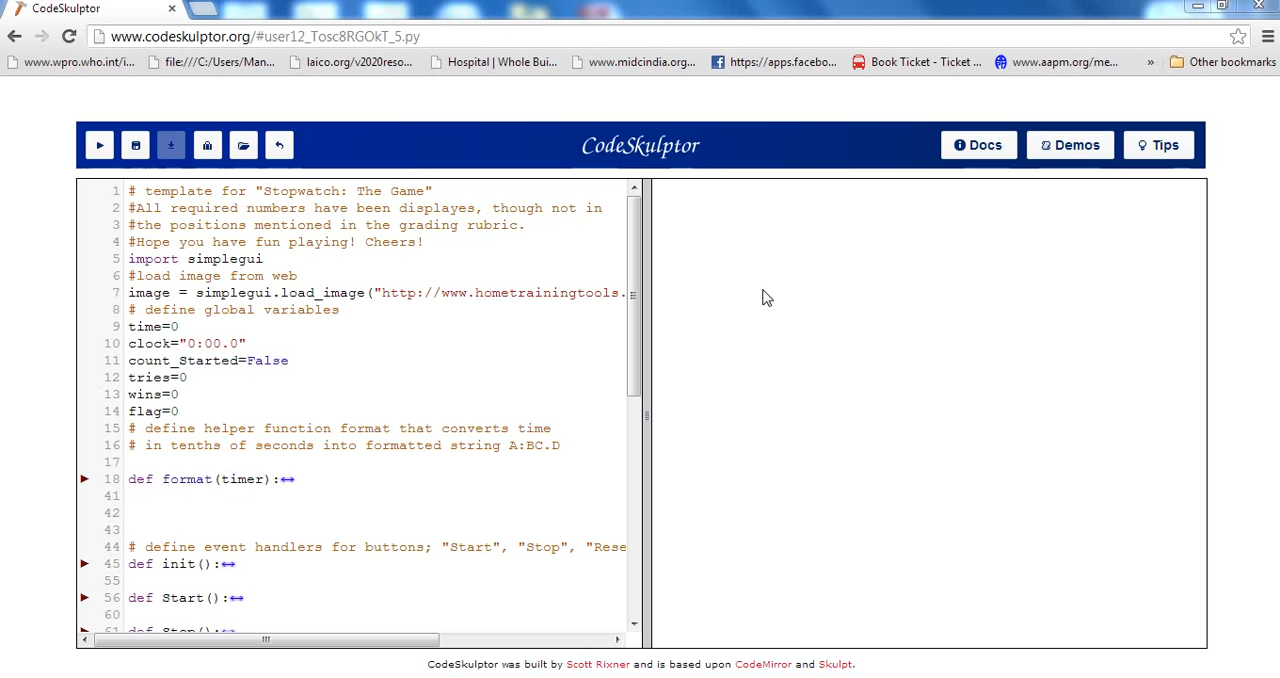 CodeSkulptor
www.codeskulptor.org/#user12_Tosc8RGOkT_5.py
www.wpro.who.int/i... file:///C:/Users/Man... laico.org/v2020reso... Hospital | Whole Bui... www.midcindia.org... https://apps.facebo... Book Ticket - Ticket ... www.aapm.org/me... » Other bookmarks
CodeSkulptor Docs Demos Tips
1 # template for "Stopwatch: The Game"
2 #All required numbers have been displayes, though not in
3 #the positions mentioned in the grading rubric.
4 #Hope you have fun playing! Cheers!
5 import simplegui
6 #load image from web
7 image = simplegui.load_image("http://www.hometrainingtools.
8 # define global variables
9 time=0
10 clock="0:00.0"
11 count_Started=False
12 tries=0
13 wins=0
14 flag=0
15 # define helper function format that converts time
16 # in tenths of seconds into formatted string A:BC.D
17
18 def format(timer):
41
42
43
44 # define event handlers for buttons; "Start", "Stop", "Rese
45 def init():
55
56 def Start():
60
61 def Stop():
CodeSkulptor was built by Scott Rixner and is based upon CodeMirror and Skulpt.